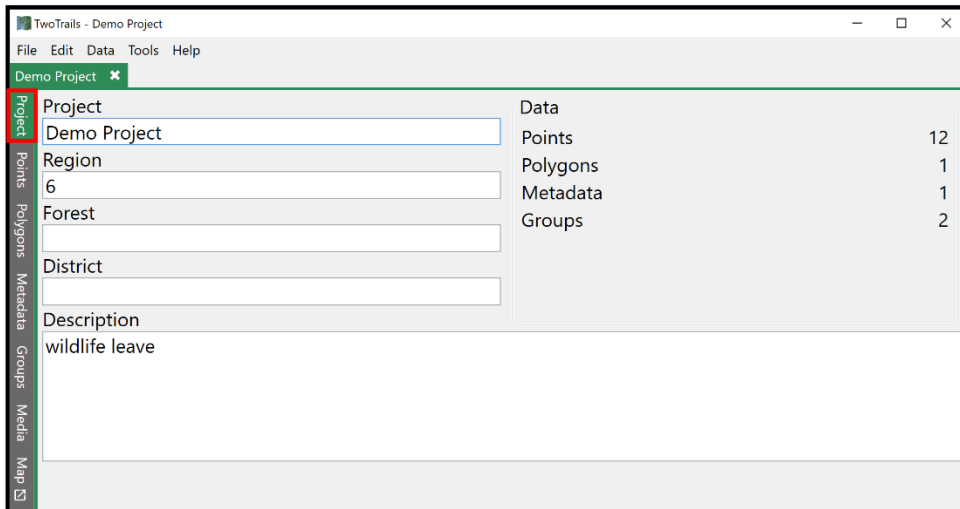 TwoTrails - Demo Project
File Edit Data Tools Help
Demo Project
Project
Points
Polygons
Metadata
Groups
Media
Map
Project
Demo Project
Region
6
Forest
District
Description
wildlife leave
Data
Points 12
Polygons 1
Metadata 1
Groups 2